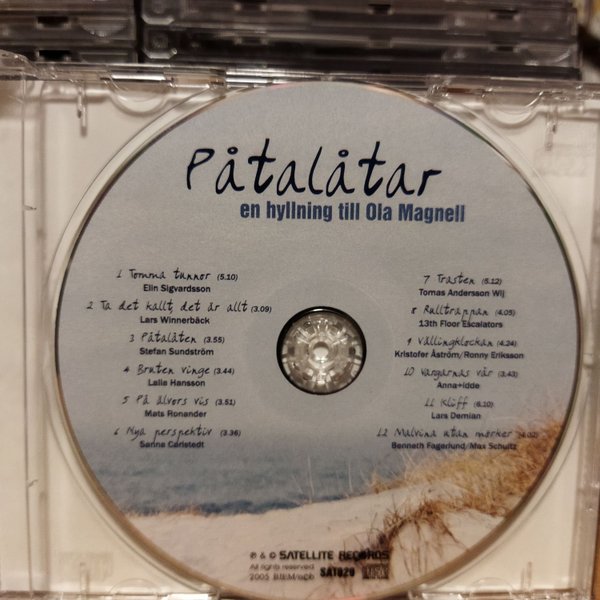 Påtalåtar
en hyllning till Ola Magnell
1 Tomma tunnor (5.10)
Elin Sigvardsson
2 Ta det kallt, det är allt (3.09)
Lars Winnerbäck
3 Påtalåten (3.55)
Stefan Sundström
4 Bruten vinge (3.44)
Lalla Hansson
5 På älvors vis (3.51)
Mats Ronander
6 Nya perspektiv (3.36)
Sanna Carlstedt
7 Trasten (5.12)
Tomas Andersson Wij
8 Rulltrappan (4.05)
13th Floor Escalators
9 Vällingklockan (4.24)
Kristofer Åström/Ronny Eriksson
10 Vargarnas vår (3.43)
Anna+Idde
11 Kliff (6.10)
Lars Demian
12 Malvina utan mörker (4.02)
Benneth Fagerlund/Max Schultz
℗ & © SATELLITE RECORDS
All rights reserved
2005 BIEM/n©b SAT020